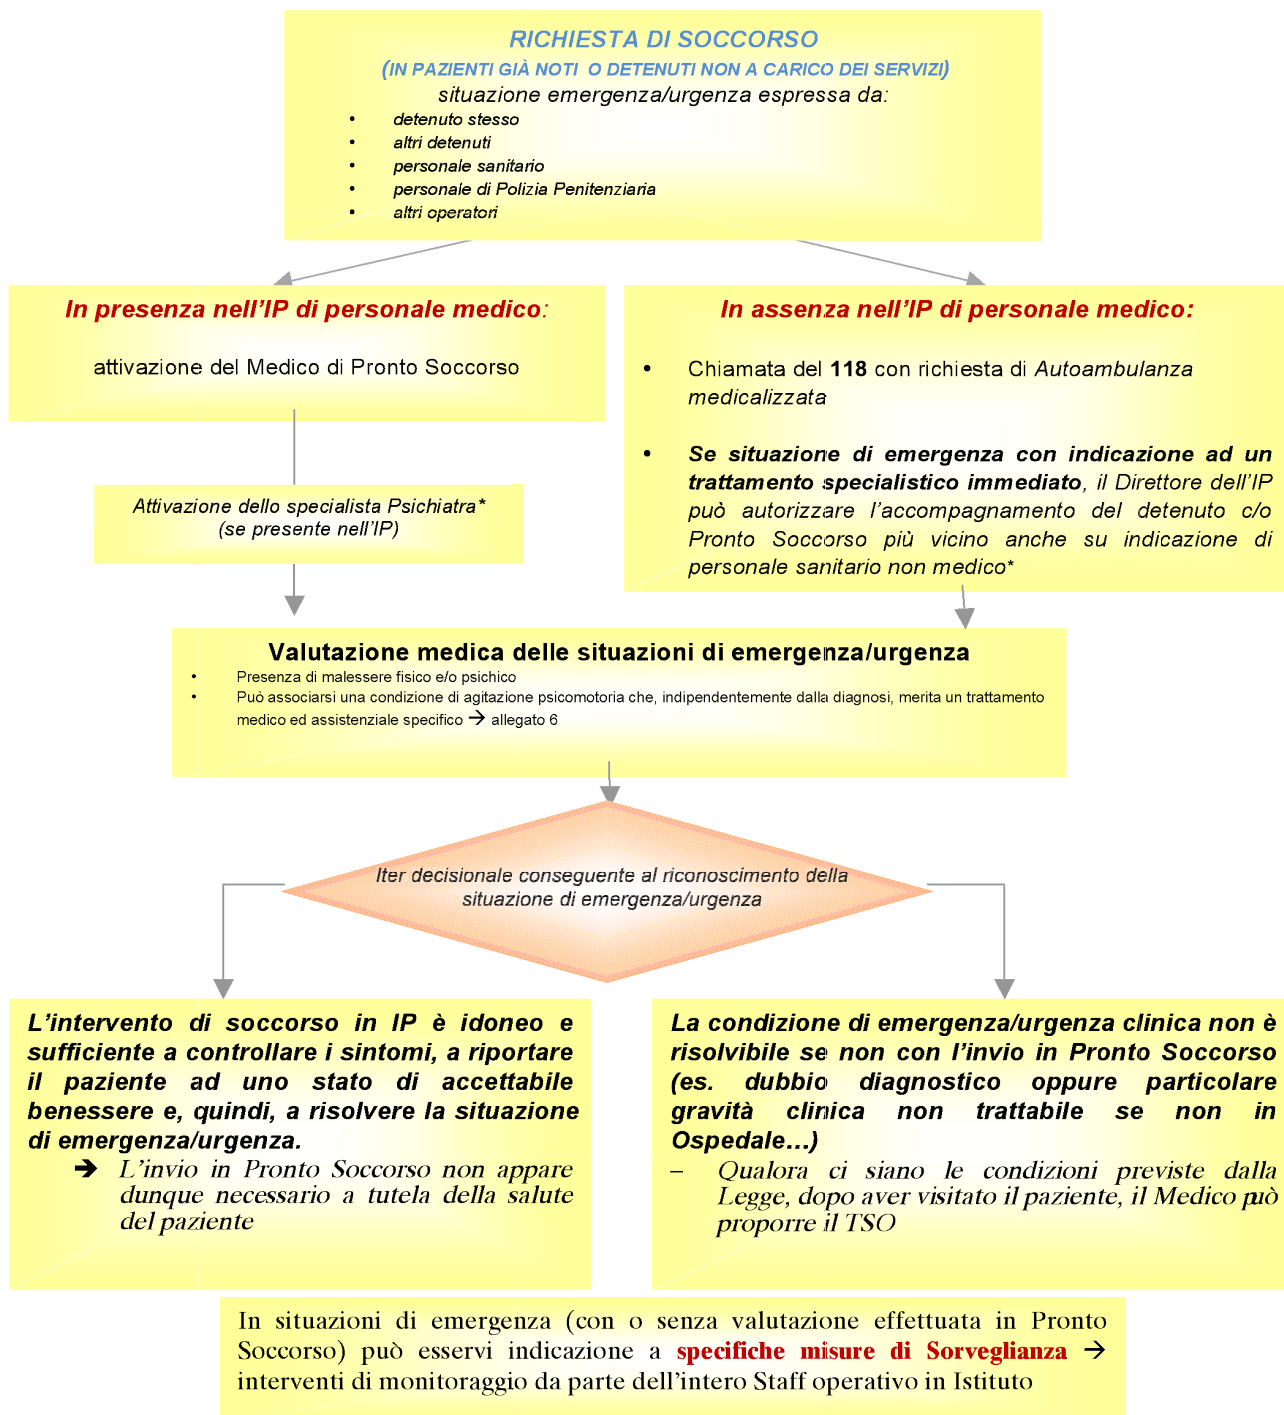 RICHIESTA DI SOCCORSO
(IN PAZIENTI GIÀ NOTI O DETENUTI NON A CARICO DEI SERVIZI)
situazione emergenza/urgenza espressa da:
• detenuto stesso
• altri detenuti
• personale sanitario
• personale di Polizia Penitenziaria
• altri operatori
In presenza nell'IP di personale medico:
attivazione del Medico di Pronto Soccorso
Attivazione dello specialista Psichiatra*
(se presente nell'IP)
In assenza nell'IP di personale medico:
• Chiamata del 118 con richiesta di Autoambulanza
medicalizzata
• Se situazione di emergenza con indicazione ad un
trattamento specialistico immediato, il Direttore dell'IP
può autorizzare l'accompagnamento del detenuto c/o
Pronto Soccorso più vicino anche su indicazione di
personale sanitario non medico*
Valutazione medica delle situazioni di emergenza/urgenza
• Presenza di malessere fisico e/o psichico
• Può associarsi una condizione di agitazione psicomotoria che, indipendentemente dalla diagnosi, merita un trattamento
medico ed assistenziale specifico → allegato 6
Iter decisionale conseguente al riconoscimento della
situazione di emergenza/urgenza
L'intervento di soccorso in IP è idoneo e
sufficiente a controllare i sintomi, a riportare
il paziente ad uno stato di accettabile
benessere e, quindi, a risolvere la situazione
di emergenza/urgenza.
→ L'invio in Pronto Soccorso non appare
dunque necessario a tutela della salute
del paziente
La condizione di emergenza/urgenza clinica non è
risolvibile se non con l'invio in Pronto Soccorso
(es. dubbio diagnostico oppure particolare
gravità clinica non trattabile se non in
Ospedale…)
– Qualora ci siano le condizioni previste dalla
Legge, dopo aver visitato il paziente, il Medico può
proporre il TSO
In situazioni di emergenza (con o senza valutazione effettuata in Pronto
Soccorso) può esservi indicazione a specifiche misure di Sorveglianza →
interventi di monitoraggio da parte dell'intero Staff operativo in Istituto